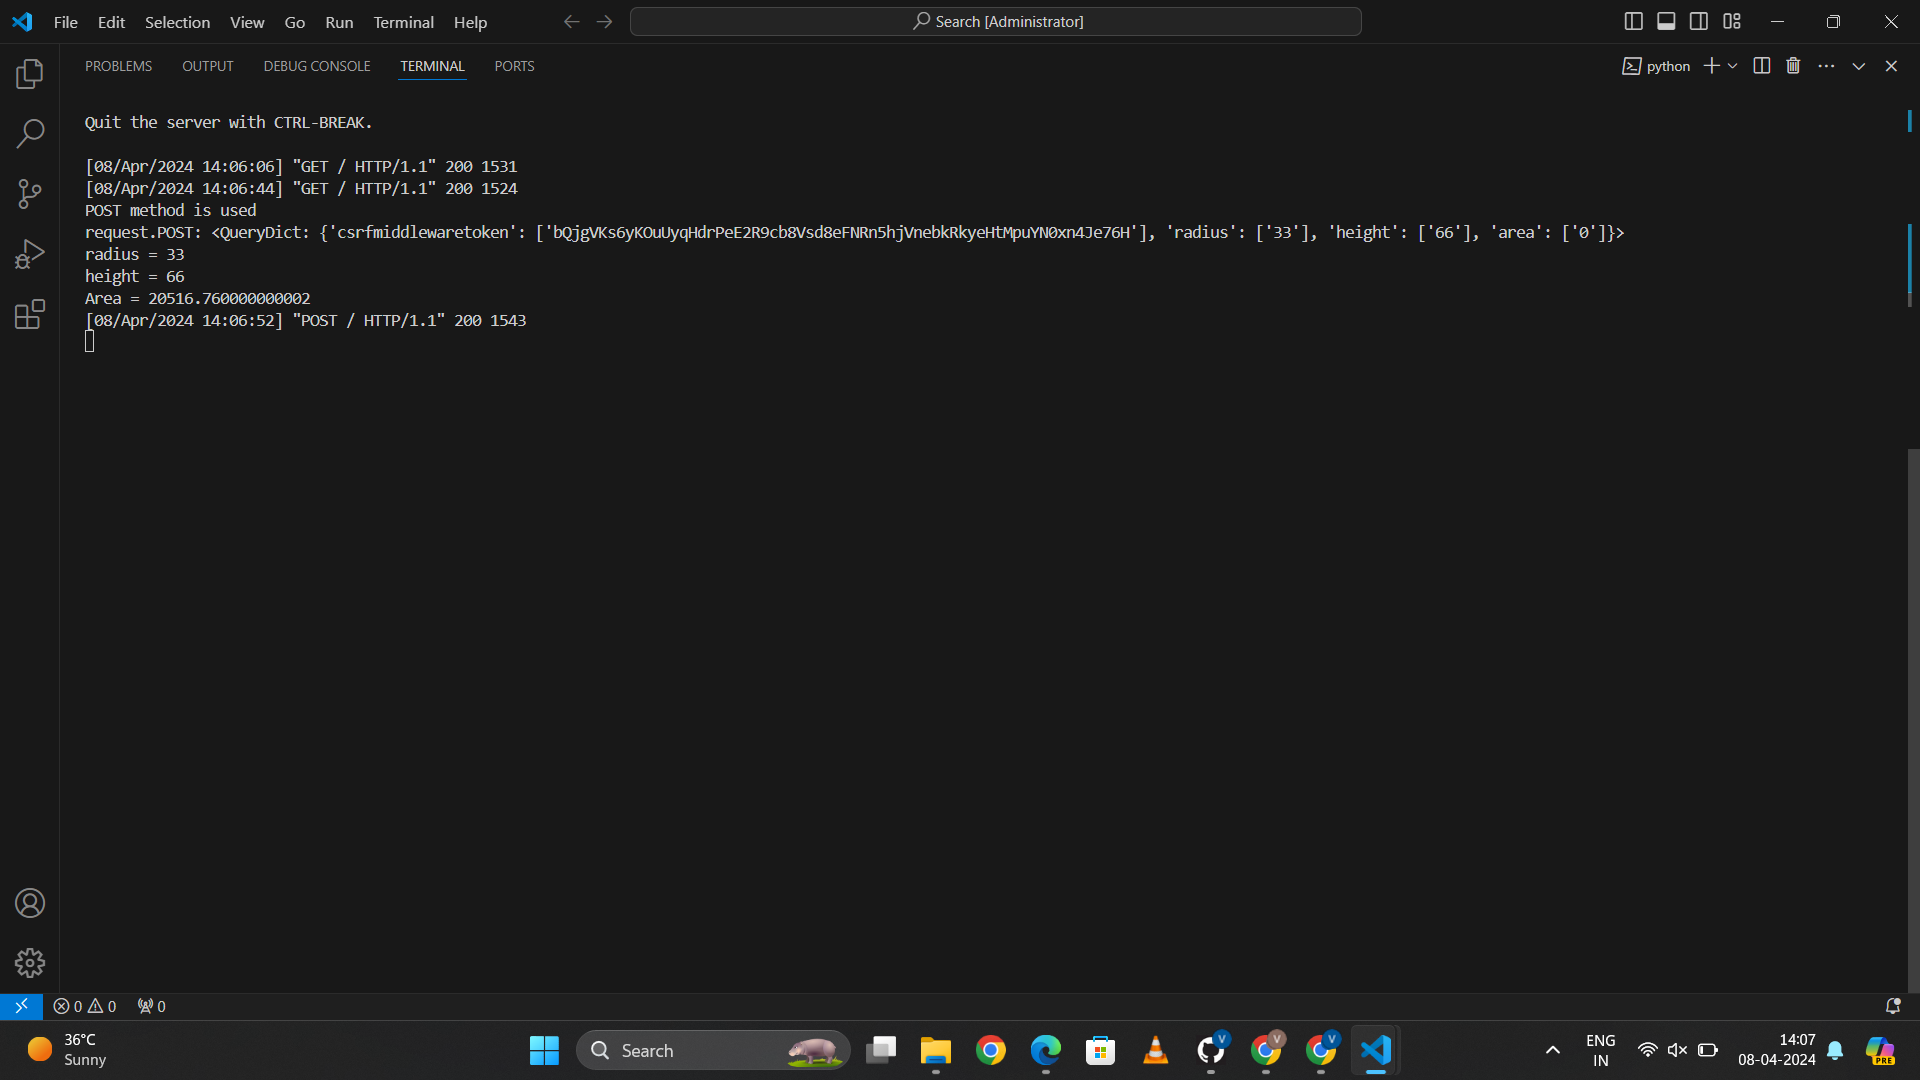 File Edit Selection View Go Run Terminal Help
Search [Administrator]
PROBLEMS OUTPUT DEBUG CONSOLE TERMINAL PORTS
python
Quit the server with CTRL-BREAK.
[08/Apr/2024 14:06:06] "GET / HTTP/1.1" 200 1531
[08/Apr/2024 14:06:44] "GET / HTTP/1.1" 200 1524
POST method is used
request.POST: <QueryDict: {'csrfmiddlewaretoken': ['bQjgVKs6yKOuUyqHdrPeE2R9cb8Vsd8eFNRn5hjVnebkRkyeHtMpuYN0xn4Je76H'], 'radius': ['33'], 'height': ['66'], 'area': ['0']}>
radius = 33
height = 66
Area = 20516.760000000002
[08/Apr/2024 14:06:52] "POST / HTTP/1.1" 200 1543
0 0 0
36°C
Sunny
Search
V V V
ENG
IN
14:07
08-04-2024
PRE